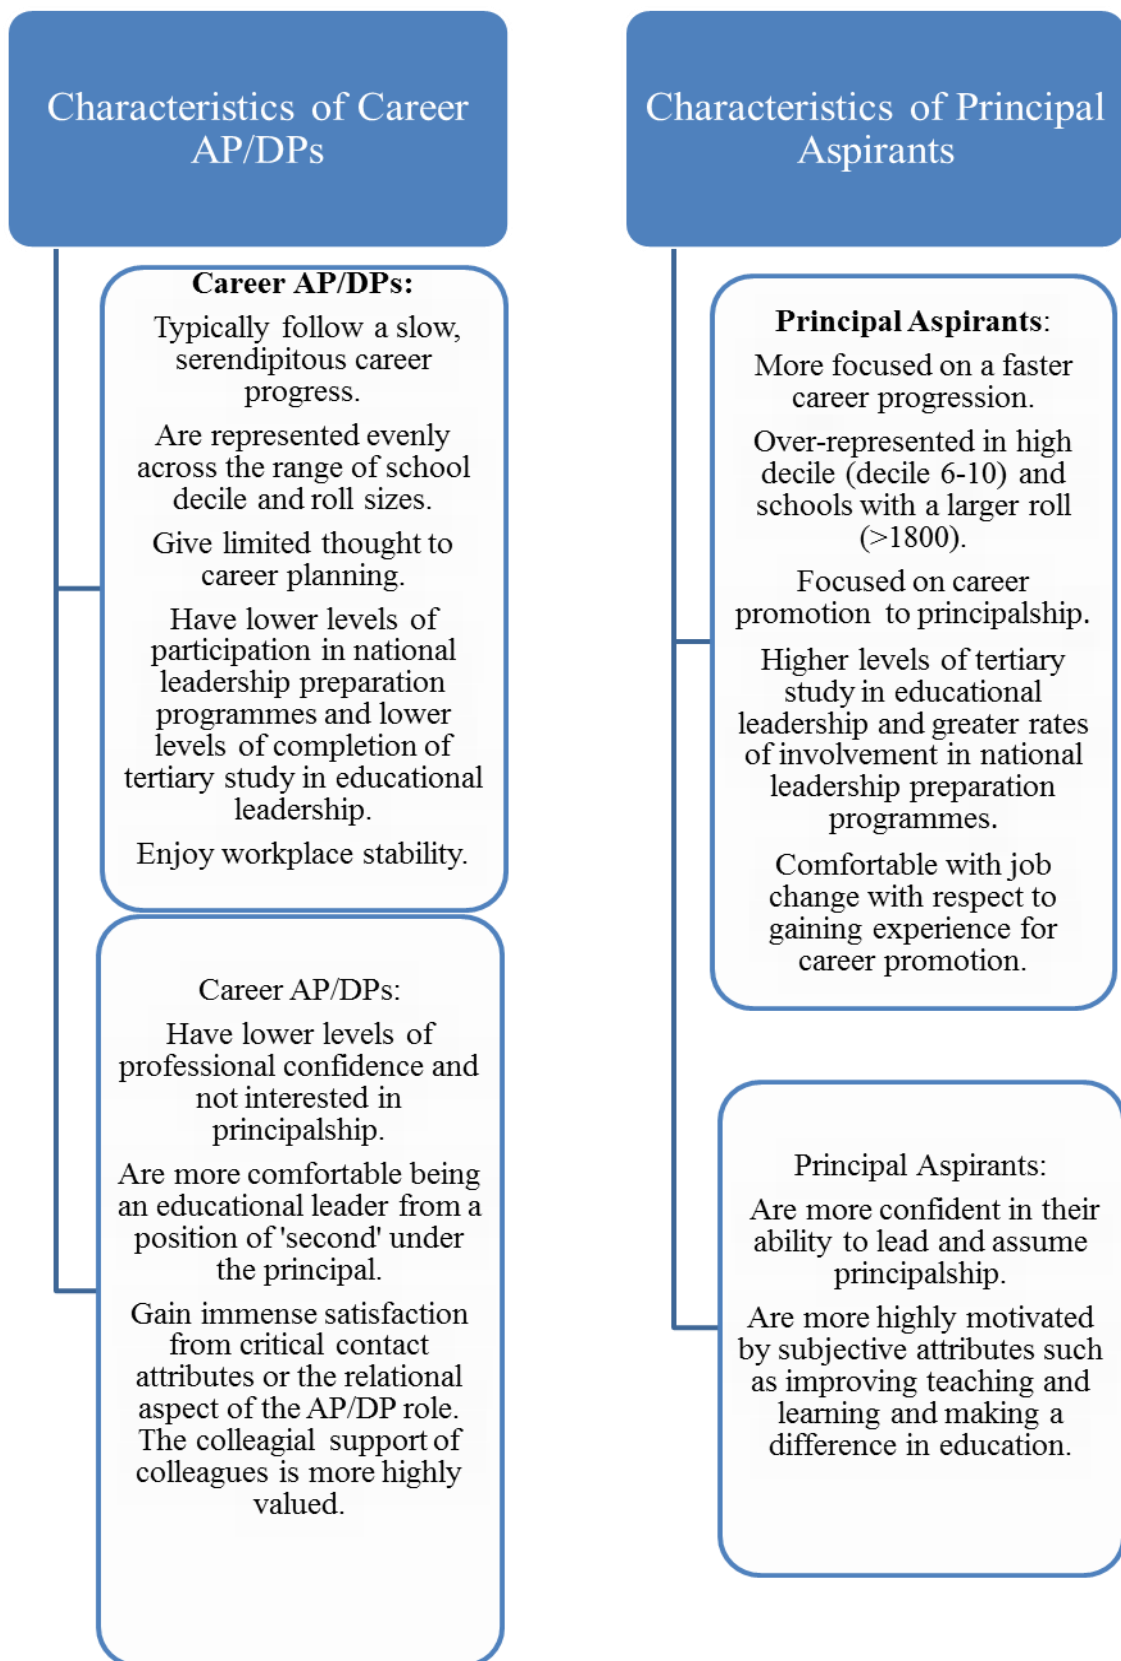 Characteristics of Career
AP/DPs
Career AP/DPs:
Typically follow a slow,
serendipitous career
progress.
Are represented evenly
across the range of school
decile and roll sizes.
Give limited thought to
career planning.
Have lower levels of
participation in national
leadership preparation
programmes and lower
levels of completion of
tertiary study in educational
leadership.
Enjoy workplace stability.
Career AP/DPs:
Have lower levels of
professional confidence and
not interested in
principalship.
Are more comfortable being
an educational leader from a
position of 'second' under
the principal.
Gain immense satisfaction
from critical contact
attributes or the relational
aspect of the AP/DP role.
The colleagial support of
colleagues is more highly
valued.
Characteristics of Principal
Aspirants
Principal Aspirants:
More focused on a faster
career progression.
Over-represented in high
decile (decile 6-10) and
schools with a larger roll
(>1800).
Focused on career
promotion to principalship.
Higher levels of tertiary
study in educational
leadership and greater rates
of involvement in national
leadership preparation
programmes.
Comfortable with job
change with respect to
gaining experience for
career promotion.
Principal Aspirants:
Are more confident in their
ability to lead and assume
principalship.
Are more highly motivated
by subjective attributes such
as improving teaching and
learning and making a
difference in education.